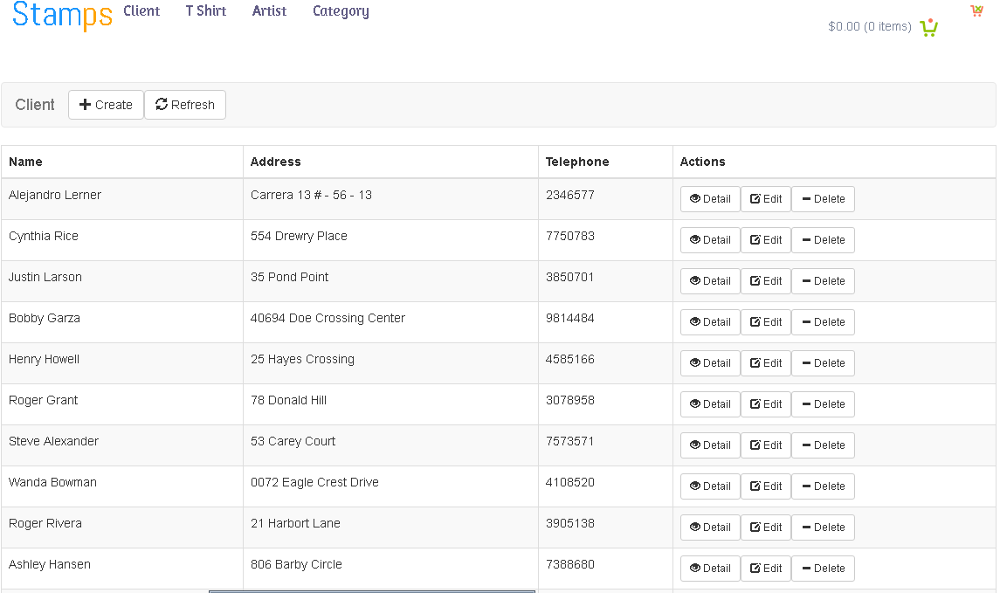 Stamps Client T Shirt Artist Category
$0.00 (0 items)
Client Create Refresh
Name Address Telephone Actions
Alejandro Lerner Carrera 13 # - 56 - 13 2346577 Detail Edit Delete
Cynthia Rice 554 Drewry Place 7750783 Detail Edit Delete
Justin Larson 35 Pond Point 3850701 Detail Edit Delete
Bobby Garza 40694 Doe Crossing Center 9814484 Detail Edit Delete
Henry Howell 25 Hayes Crossing 4585166 Detail Edit Delete
Roger Grant 78 Donald Hill 3078958 Detail Edit Delete
Steve Alexander 53 Carey Court 7573571 Detail Edit Delete
Wanda Bowman 0072 Eagle Crest Drive 4108520 Detail Edit Delete
Roger Rivera 21 Harbort Lane 3905138 Detail Edit Delete
Ashley Hansen 806 Barby Circle 7388680 Detail Edit Delete